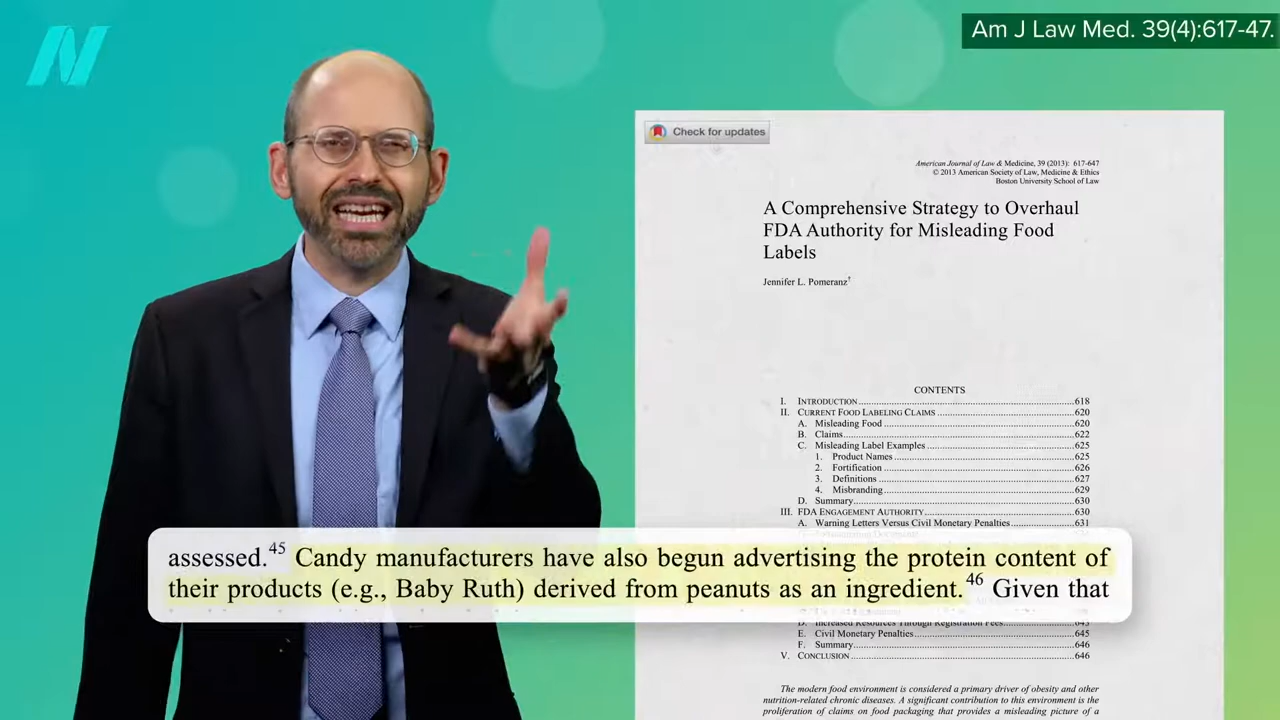 Am J Law Med. 39(4):617-47.
N
Check for updates
American Journal of Law & Medicine, 39 (2013): 617-647
© 2013 American Society of Law, Medicine & Ethics
Boston University School of Law
A Comprehensive Strategy to Overhaul
FDA Authority for Misleading Food
Labels
Jennifer L. Pomeranz†
CONTENTS
I. INTRODUCTION 618
II. CURRENT FOOD LABELING CLAIMS 620
A. Misleading Food 620
B. Claims 622
C. Misleading Label Examples 625
1. Product Names 625
2. Fortification 626
3. Definitions 627
4. Misbranding 629
D. Summary 630
III. FDA ENGAGEMENT AUTHORITY 630
A. Warning Letters Versus Civil Monetary Penalties 631
assessed.45 Candy manufacturers have also begun advertising the protein content of
their products (e.g., Baby Ruth) derived from peanuts as an ingredient.46 Given that
D. Increased Resources Through Registration Fees 643
E. Civil Monetary Penalties 645
F. Summary 646
V. CONCLUSION 646
The modern food environment is considered a primary driver of obesity and other
nutrition-related chronic diseases. A significant contribution to this environment is the
proliferation of claims on food packaging that provides a misleading picture of a